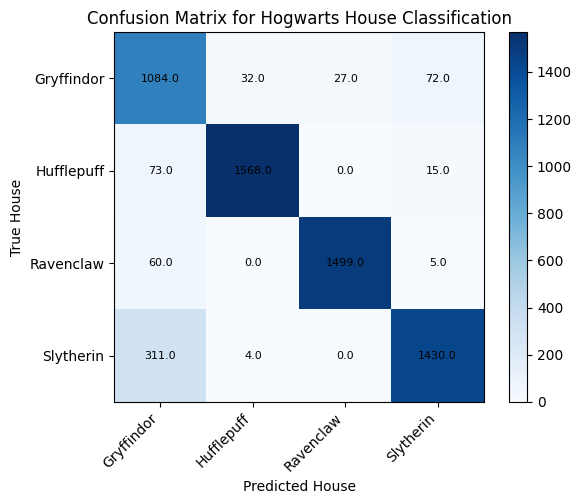 Confusion Matrix for Hogwarts House Classification
True House
Gryffindor 1084.0 32.0 27.0 72.0
Hufflepuff 73.0 1568.0 0.0 15.0
Ravenclaw 60.0 0.0 1499.0 5.0
Slytherin 311.0 4.0 0.0 1430.0
Gryffindor Hufflepuff Ravenclaw Slytherin
Predicted House
1400
1200
1000
800
600
400
200
0